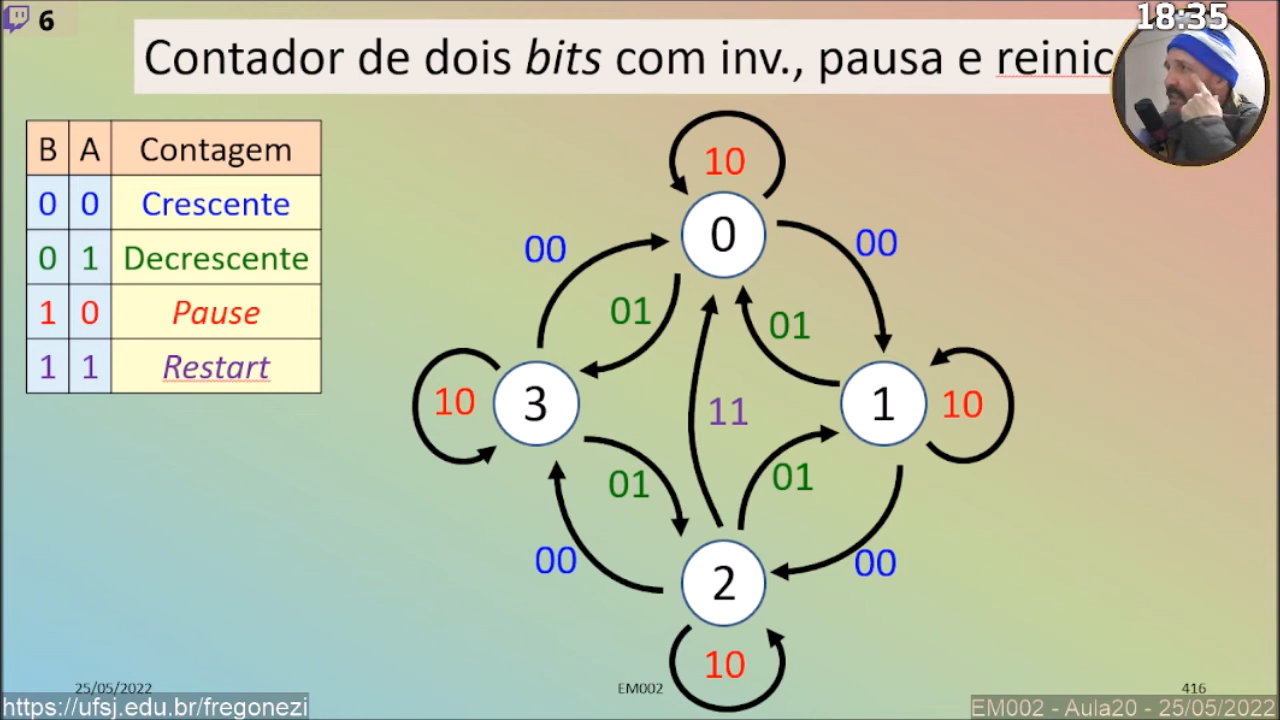 6
18:35
Contador de dois bits com inv., pausa e
B A Contagem
0 0 Crescente
0 1 Decrescente
1 0 Pause
1 1 Restart
10
0
00
00
01
01
10
3
11
1
10
01
01
00
2
00
10
25/05/2022
EM002
416
https://ufsj.edu.br/fregonezi
EM002 - Aula20 - 25/05/2022